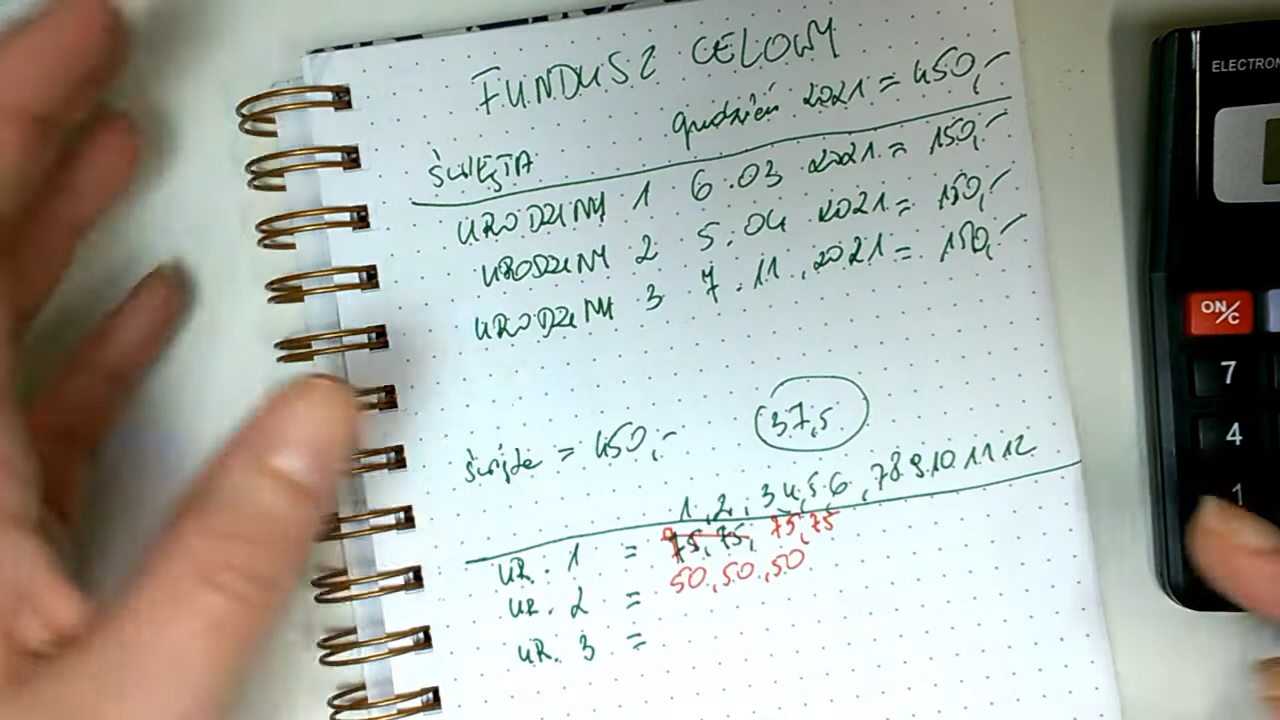 FUNDUSZ CELOWY
ŚWIĘTA grudzień 2021 = 450,-
URODZINY 1 6.03 2021 = 150,-
URODZINY 2 5.04 2021 = 150,-
URODZINY 3 7.11.2021 = 150,-
37,5
święta = 450,-
1, 2, 3 4, 5, 6, 7 8 9 10 11 12
UR. 1 = 75, 75, 75, 75
50, 50, 50
UR. 2 =
UR. 3 =
ELECTRON
ON/C
7
4
1